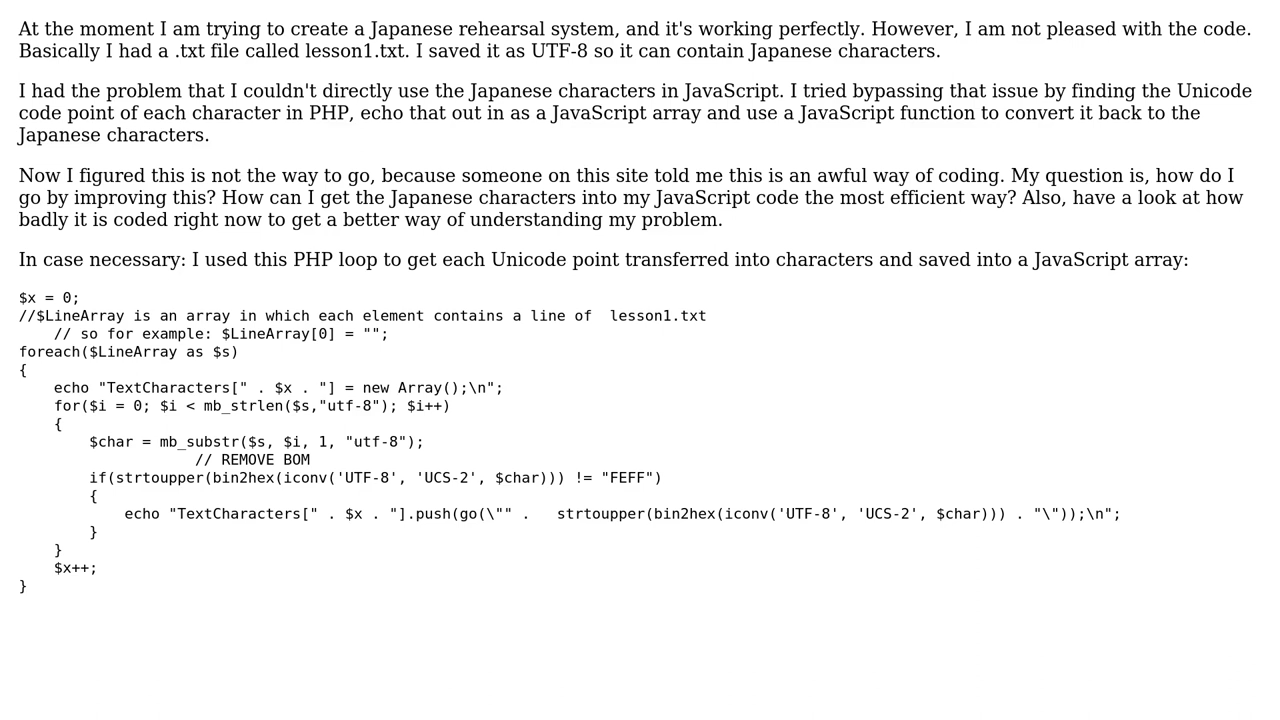 At the moment I am trying to create a Japanese rehearsal system, and it's working perfectly. However, I am not pleased with the code.
Basically I had a .txt file called lesson1.txt. I saved it as UTF-8 so it can contain Japanese characters.
I had the problem that I couldn't directly use the Japanese characters in JavaScript. I tried bypassing that issue by finding the Unicode
code point of each character in PHP, echo that out in as a JavaScript array and use a JavaScript function to convert it back to the
Japanese characters.
Now I figured this is not the way to go, because someone on this site told me this is an awful way of coding. My question is, how do I
go by improving this? How can I get the Japanese characters into my JavaScript code the most efficient way? Also, have a look at how
badly it is coded right now to get a better way of understanding my problem.
In case necessary: I used this PHP loop to get each Unicode point transferred into characters and saved into a JavaScript array:
$x = 0;
//$LineArray is an array in which each element contains a line of  lesson1.txt
    // so for example: $LineArray[0] = "";
foreach($LineArray as $s)
{
    echo "TextCharacters[" . $x . "] = new Array();\n";
    for($i = 0; $i < mb_strlen($s,"utf-8"); $i++)
    {
        $char = mb_substr($s, $i, 1, "utf-8");
                    // REMOVE BOM
        if(strtoupper(bin2hex(iconv('UTF-8', 'UCS-2', $char))) != "FEFF")
        {
            echo "TextCharacters[" . $x . "].push(go(\"" .   strtoupper(bin2hex(iconv('UTF-8', 'UCS-2', $char))) . "\"));\n";
        }
    }
    $x++;
}